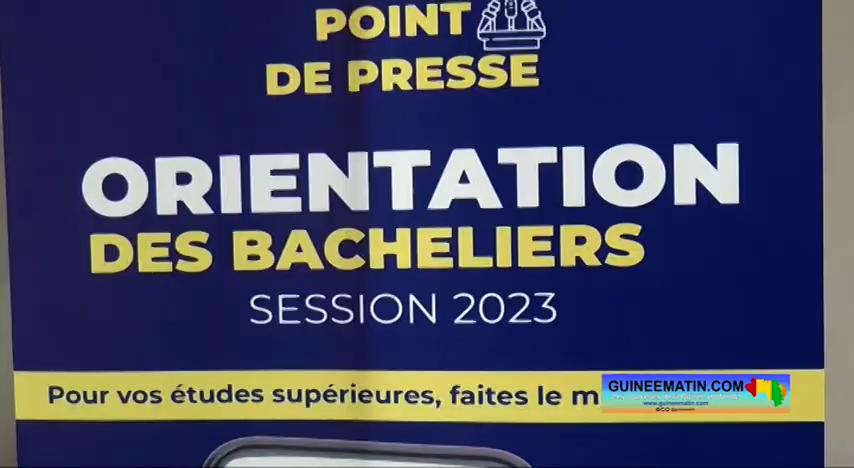 POINT
DE PRESSE
ORIENTATION
DES BACHELIERS
SESSION 2023
Pour vos études supérieures, faites le m
GUINEEMATIN.COM
www.guineematin.com